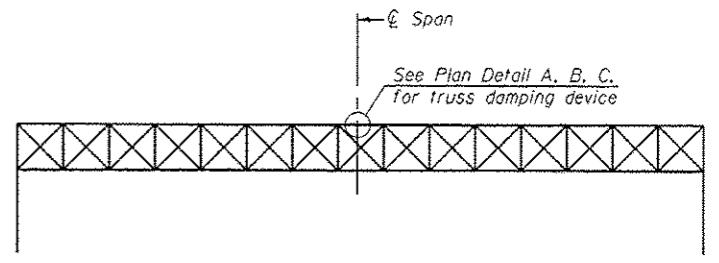 ℄ Span
See Plan Detail A, B, C.
for truss damping device